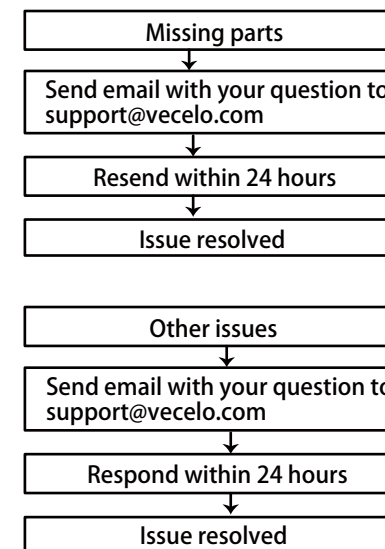 Missing parts
Send email with your question to
support@vecelo.com
Resend within 24 hours
Issue resolved
Other issues
Send email with your question to
support@vecelo.com
Respond within 24 hours
Issue resolved